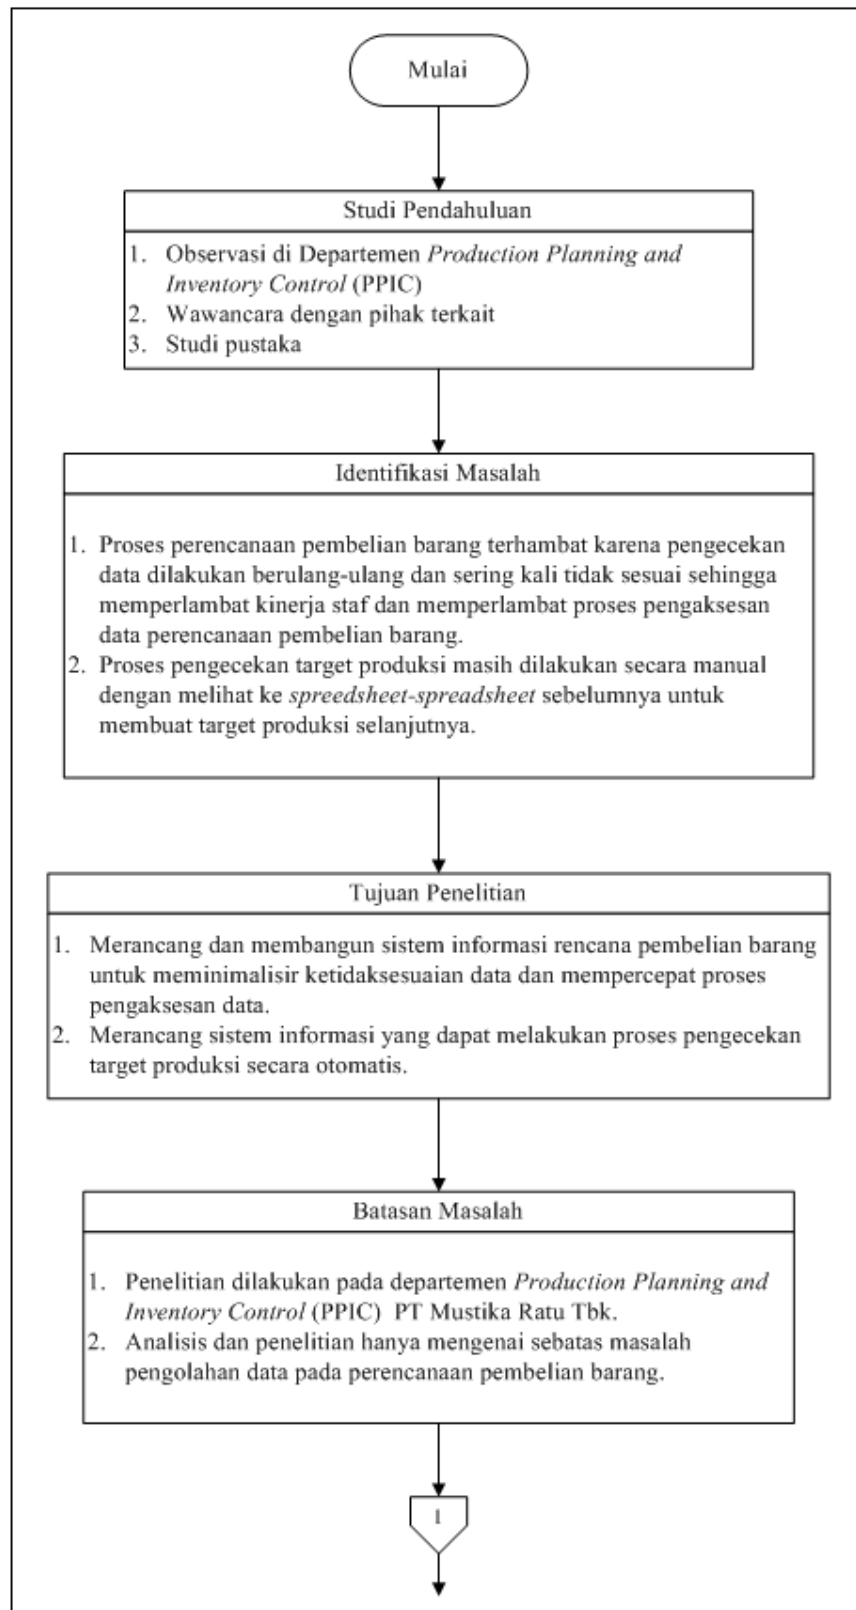 Mulai
Studi Pendahuluan
1. Observasi di Departemen Production Planning and
Inventory Control (PPIC)
2. Wawancara dengan pihak terkait
3. Studi pustaka
Identifikasi Masalah
1. Proses perencanaan pembelian barang terhambat karena pengecekan
data dilakukan berulang-ulang dan sering kali tidak sesuai sehingga
memperlambat kinerja staf dan memperlambat proses pengaksesan
data perencanaan pembelian barang.
2. Proses pengecekan target produksi masih dilakukan secara manual
dengan melihat ke spreedsheet-spreadsheet sebelumnya untuk
membuat target produksi selanjutnya.
Tujuan Penelitian
1. Merancang dan membangun sistem informasi rencana pembelian barang
untuk meminimalisir ketidaksesuaian data dan mempercepat proses
pengaksesan data.
2. Merancang sistem informasi yang dapat melakukan proses pengecekan
target produksi secara otomatis.
Batasan Masalah
1. Penelitian dilakukan pada departemen Production Planning and
Inventory Control (PPIC) PT Mustika Ratu Tbk.
2. Analisis dan penelitian hanya mengenai sebatas masalah
pengolahan data pada perencanaan pembelian barang.
1